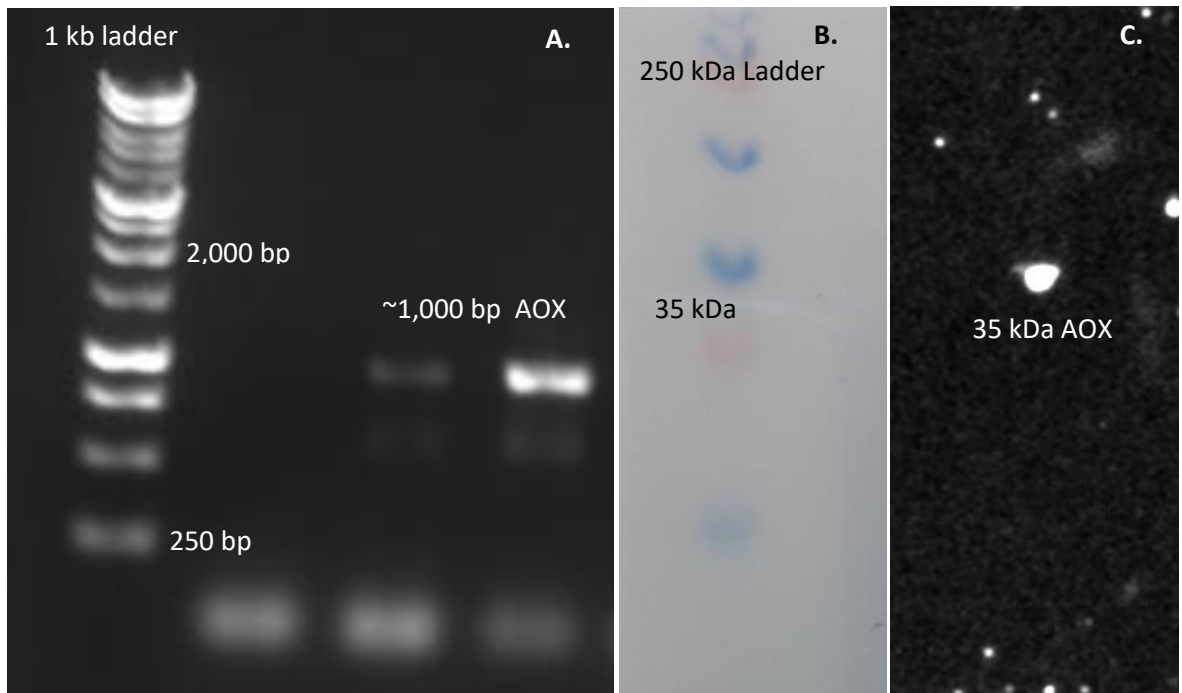 1 kb ladder
A.
2,000 bp
~1,000 bp AOX
250 bp
B.
250 kDa Ladder
35 kDa
C.
35 kDa AOX